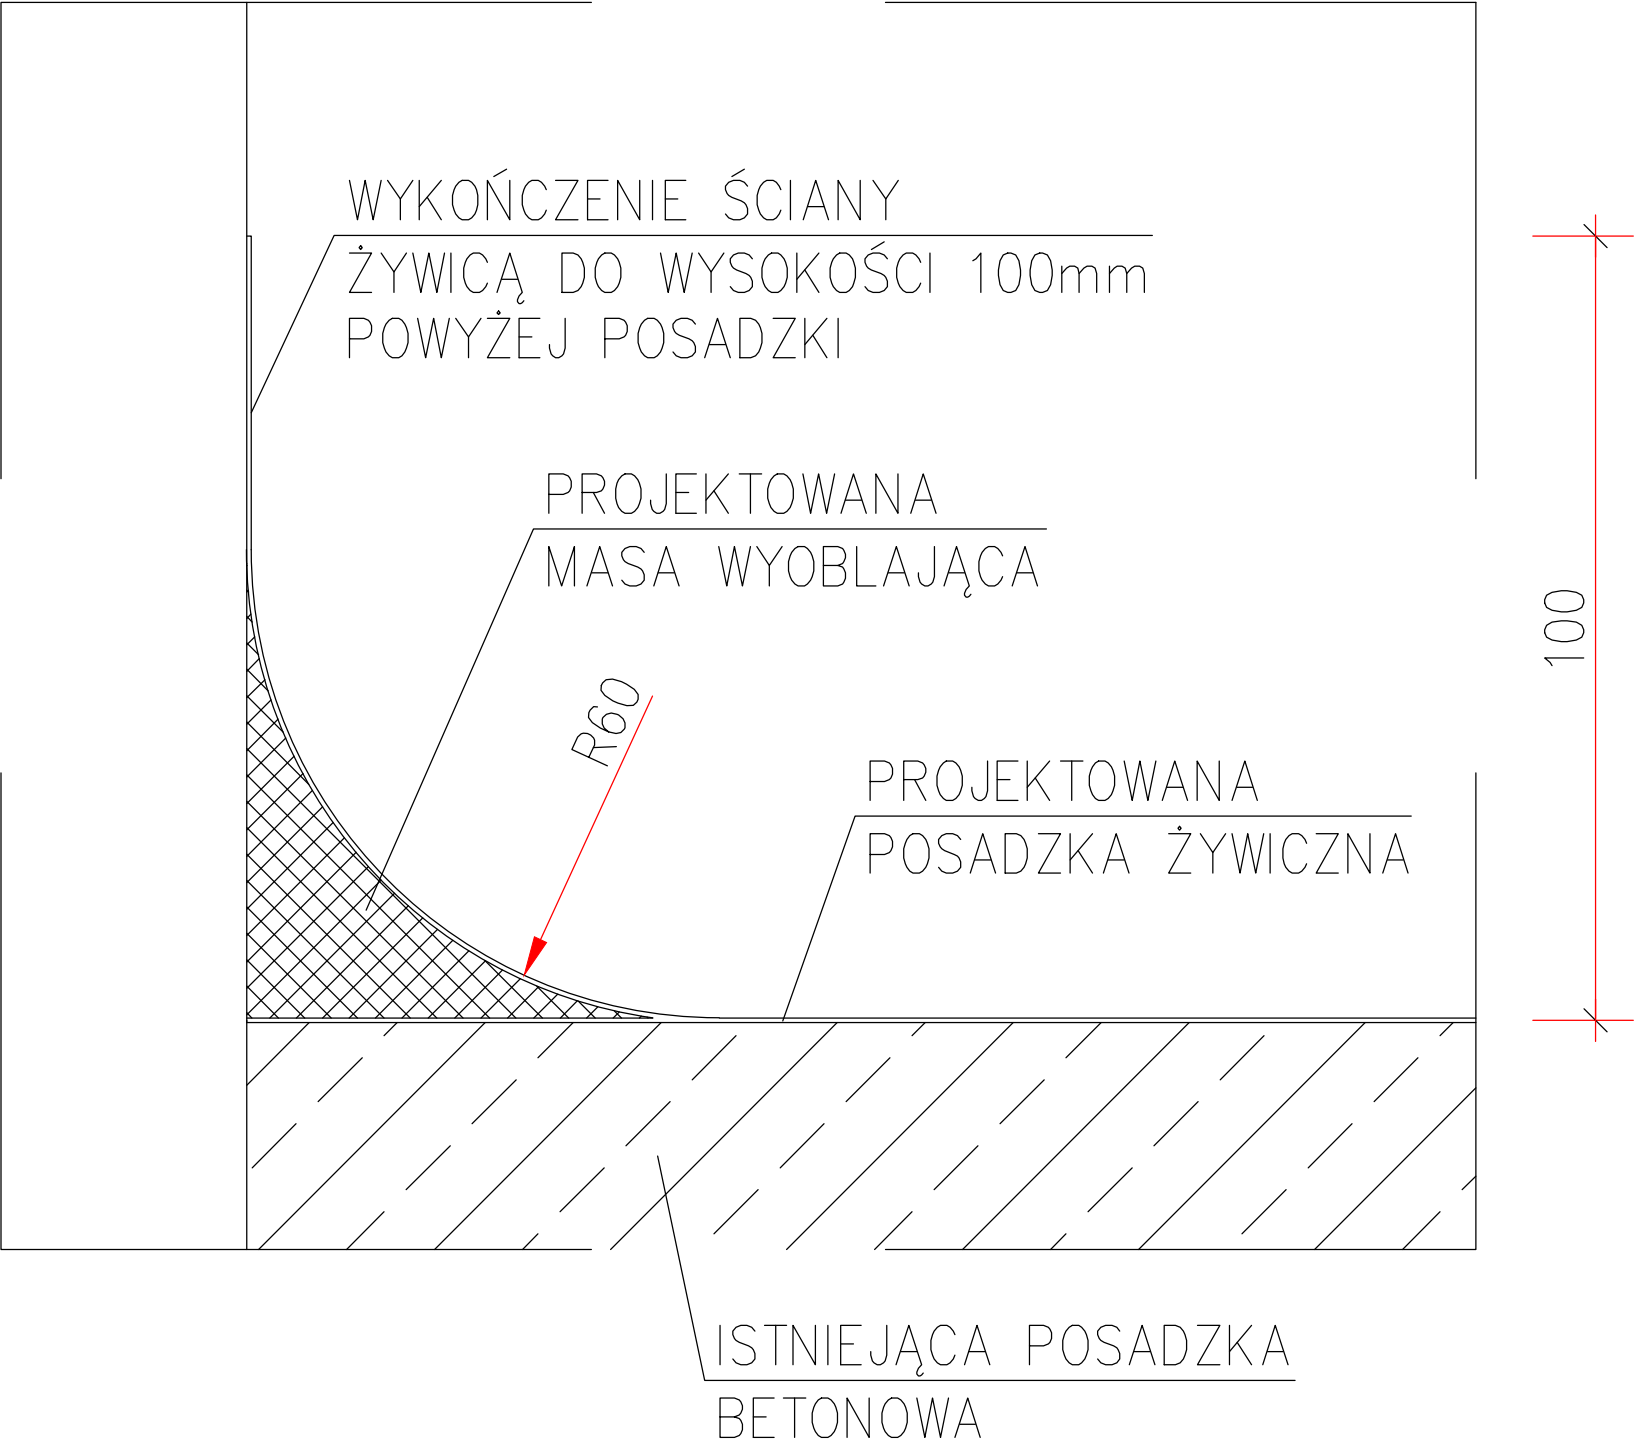 WYKOŃCZENIE ŚCIANY
ŻYWICĄ DO WYSOKOŚCI 100mm
POWYŻEJ POSADZKI
PROJEKTOWANA
MASA WYOBLAJĄCA
100
R60
PROJEKTOWANA
POSADZKA ŻYWICZNA
ISTNIEJĄCA POSADZKA
BETONOWA